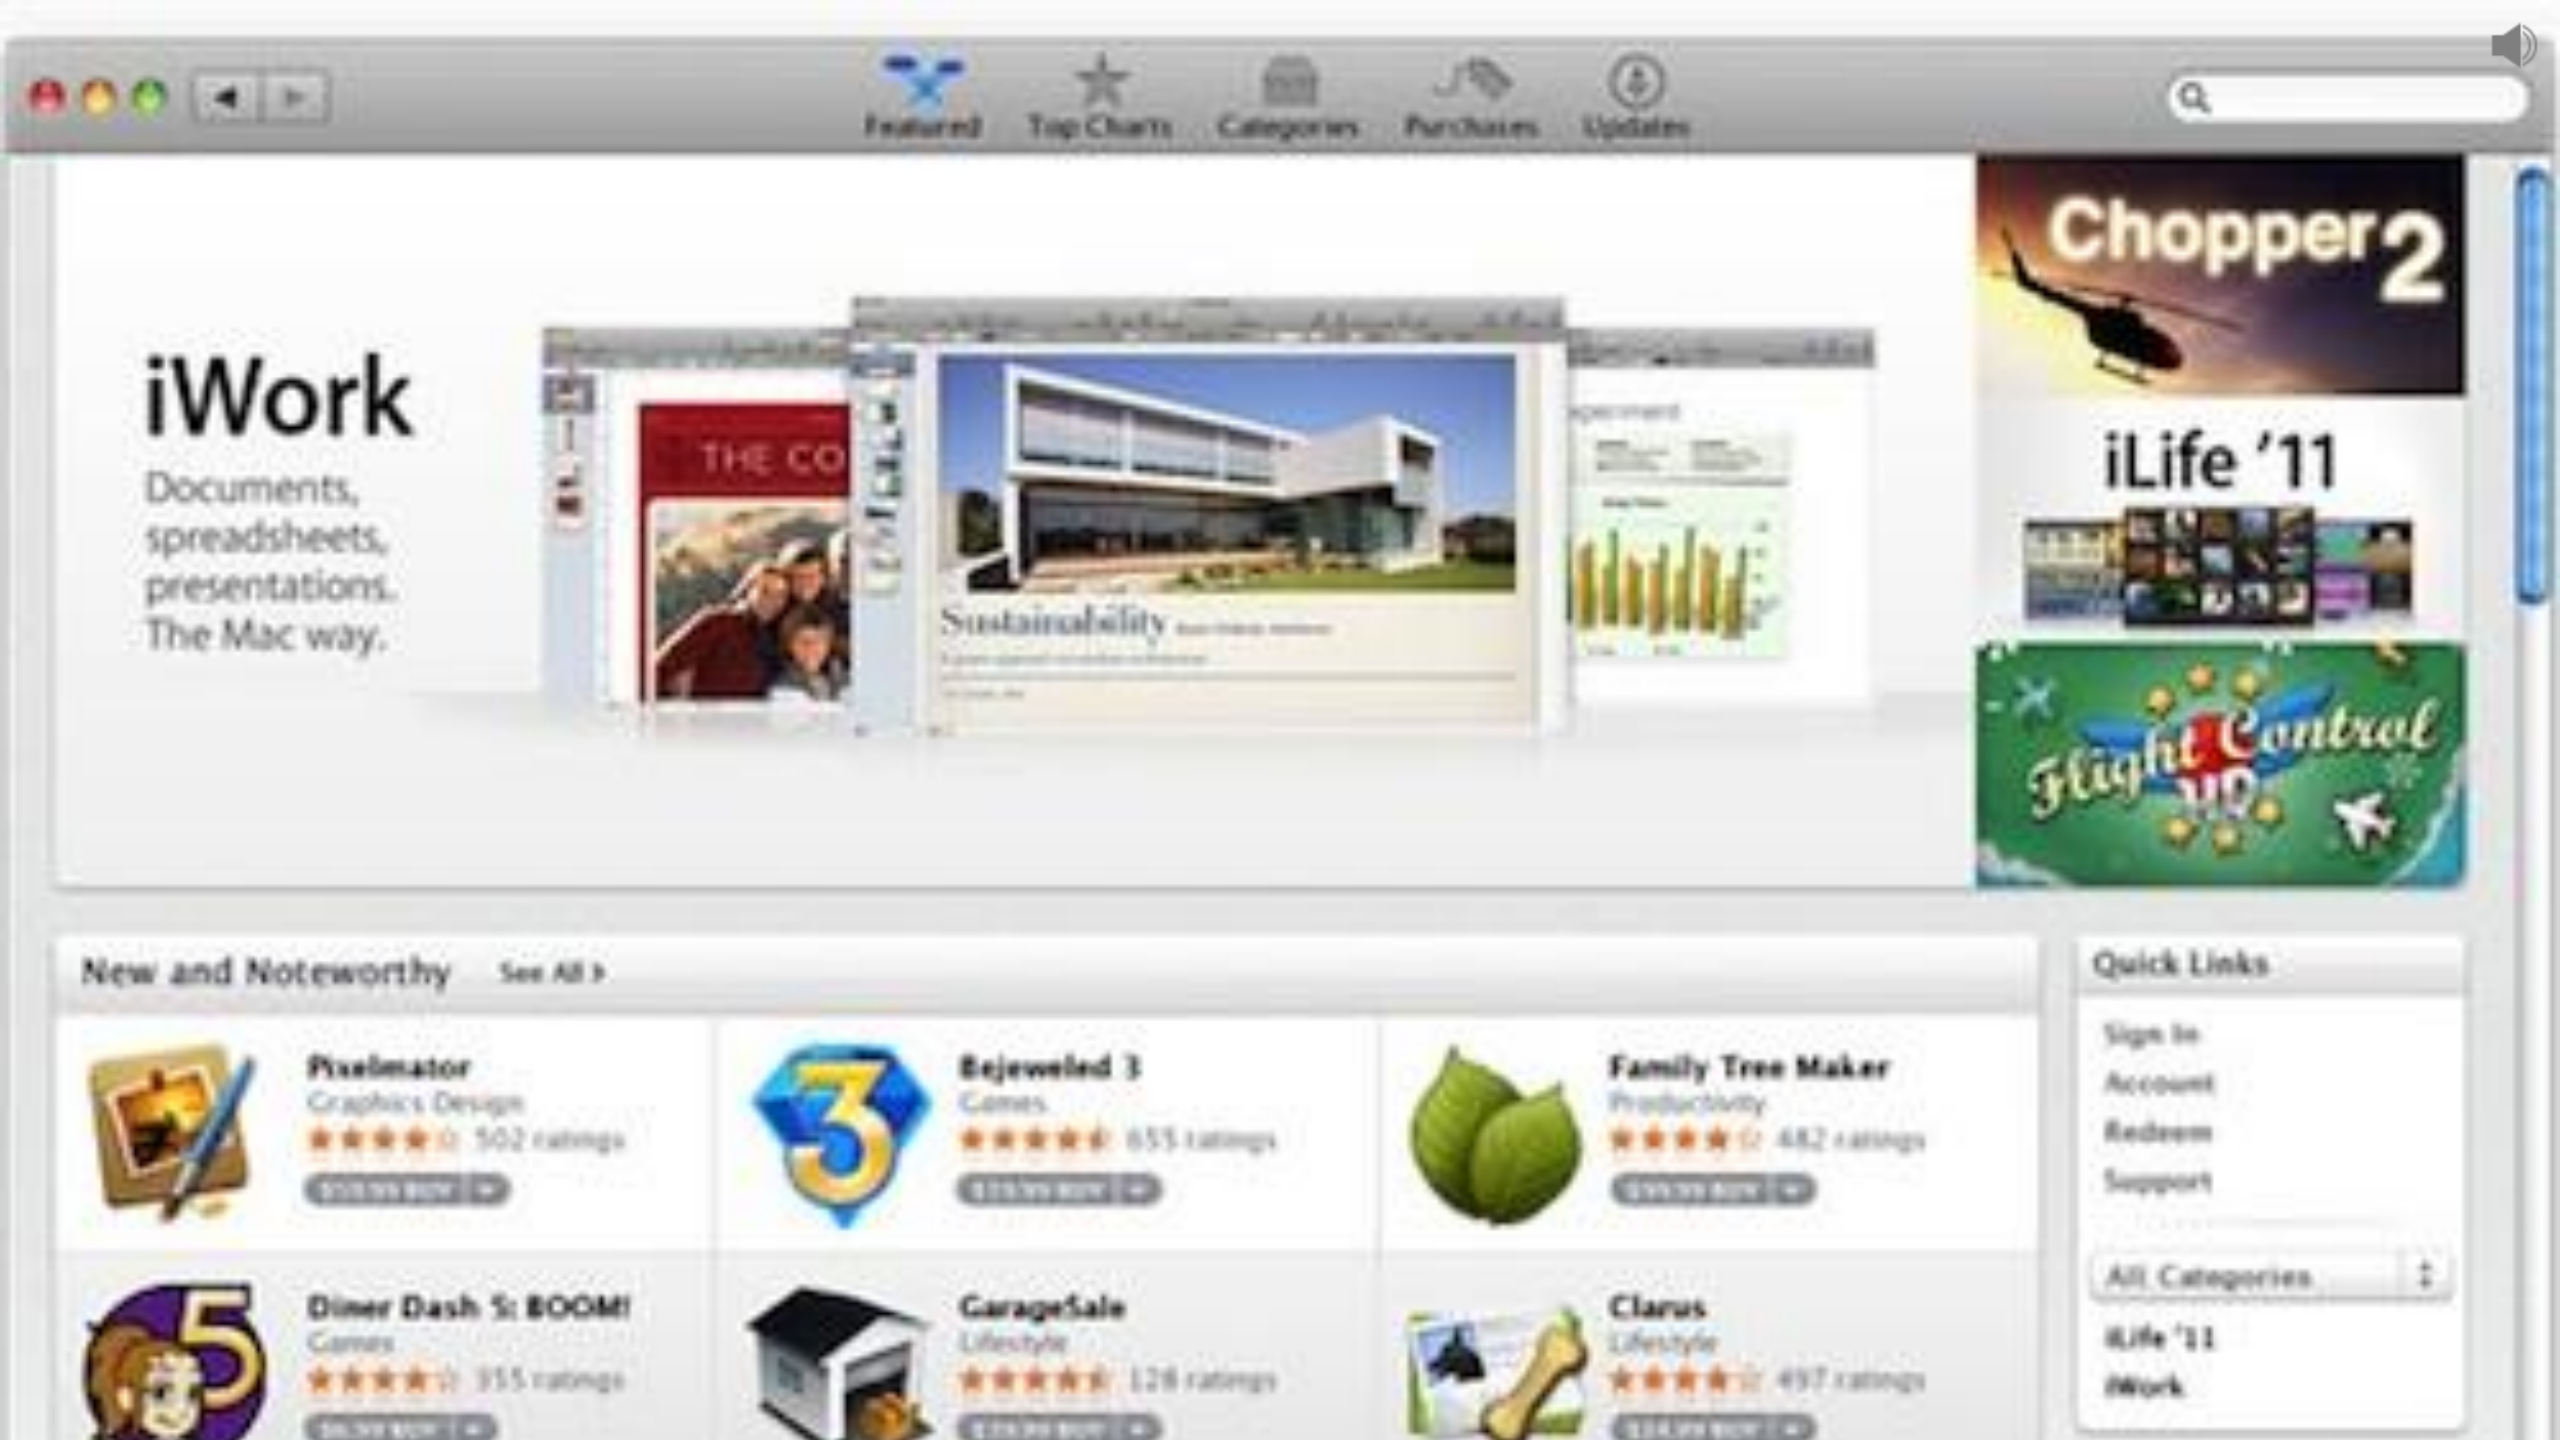 Featured
Top Charts
Categories
Purchases
Updates
iWork
Documents,
spreadsheets,
presentations.
The Mac way.
THE CO
Sustainability
Chopper 2
iLife '11
Flight Control
HD
New and Noteworthy
See All
Pixelmator
Graphics Design
502 ratings
Bejeweled 3
Games
655 ratings
Family Tree Maker
Productivity
482 ratings
Diner Dash 5: BOOM!
Games
355 ratings
GarageSale
Lifestyle
128 ratings
Clarus
Lifestyle
497 ratings
Quick Links
Sign In
Account
Redeem
Support
All Categories
iLife '11
iWork